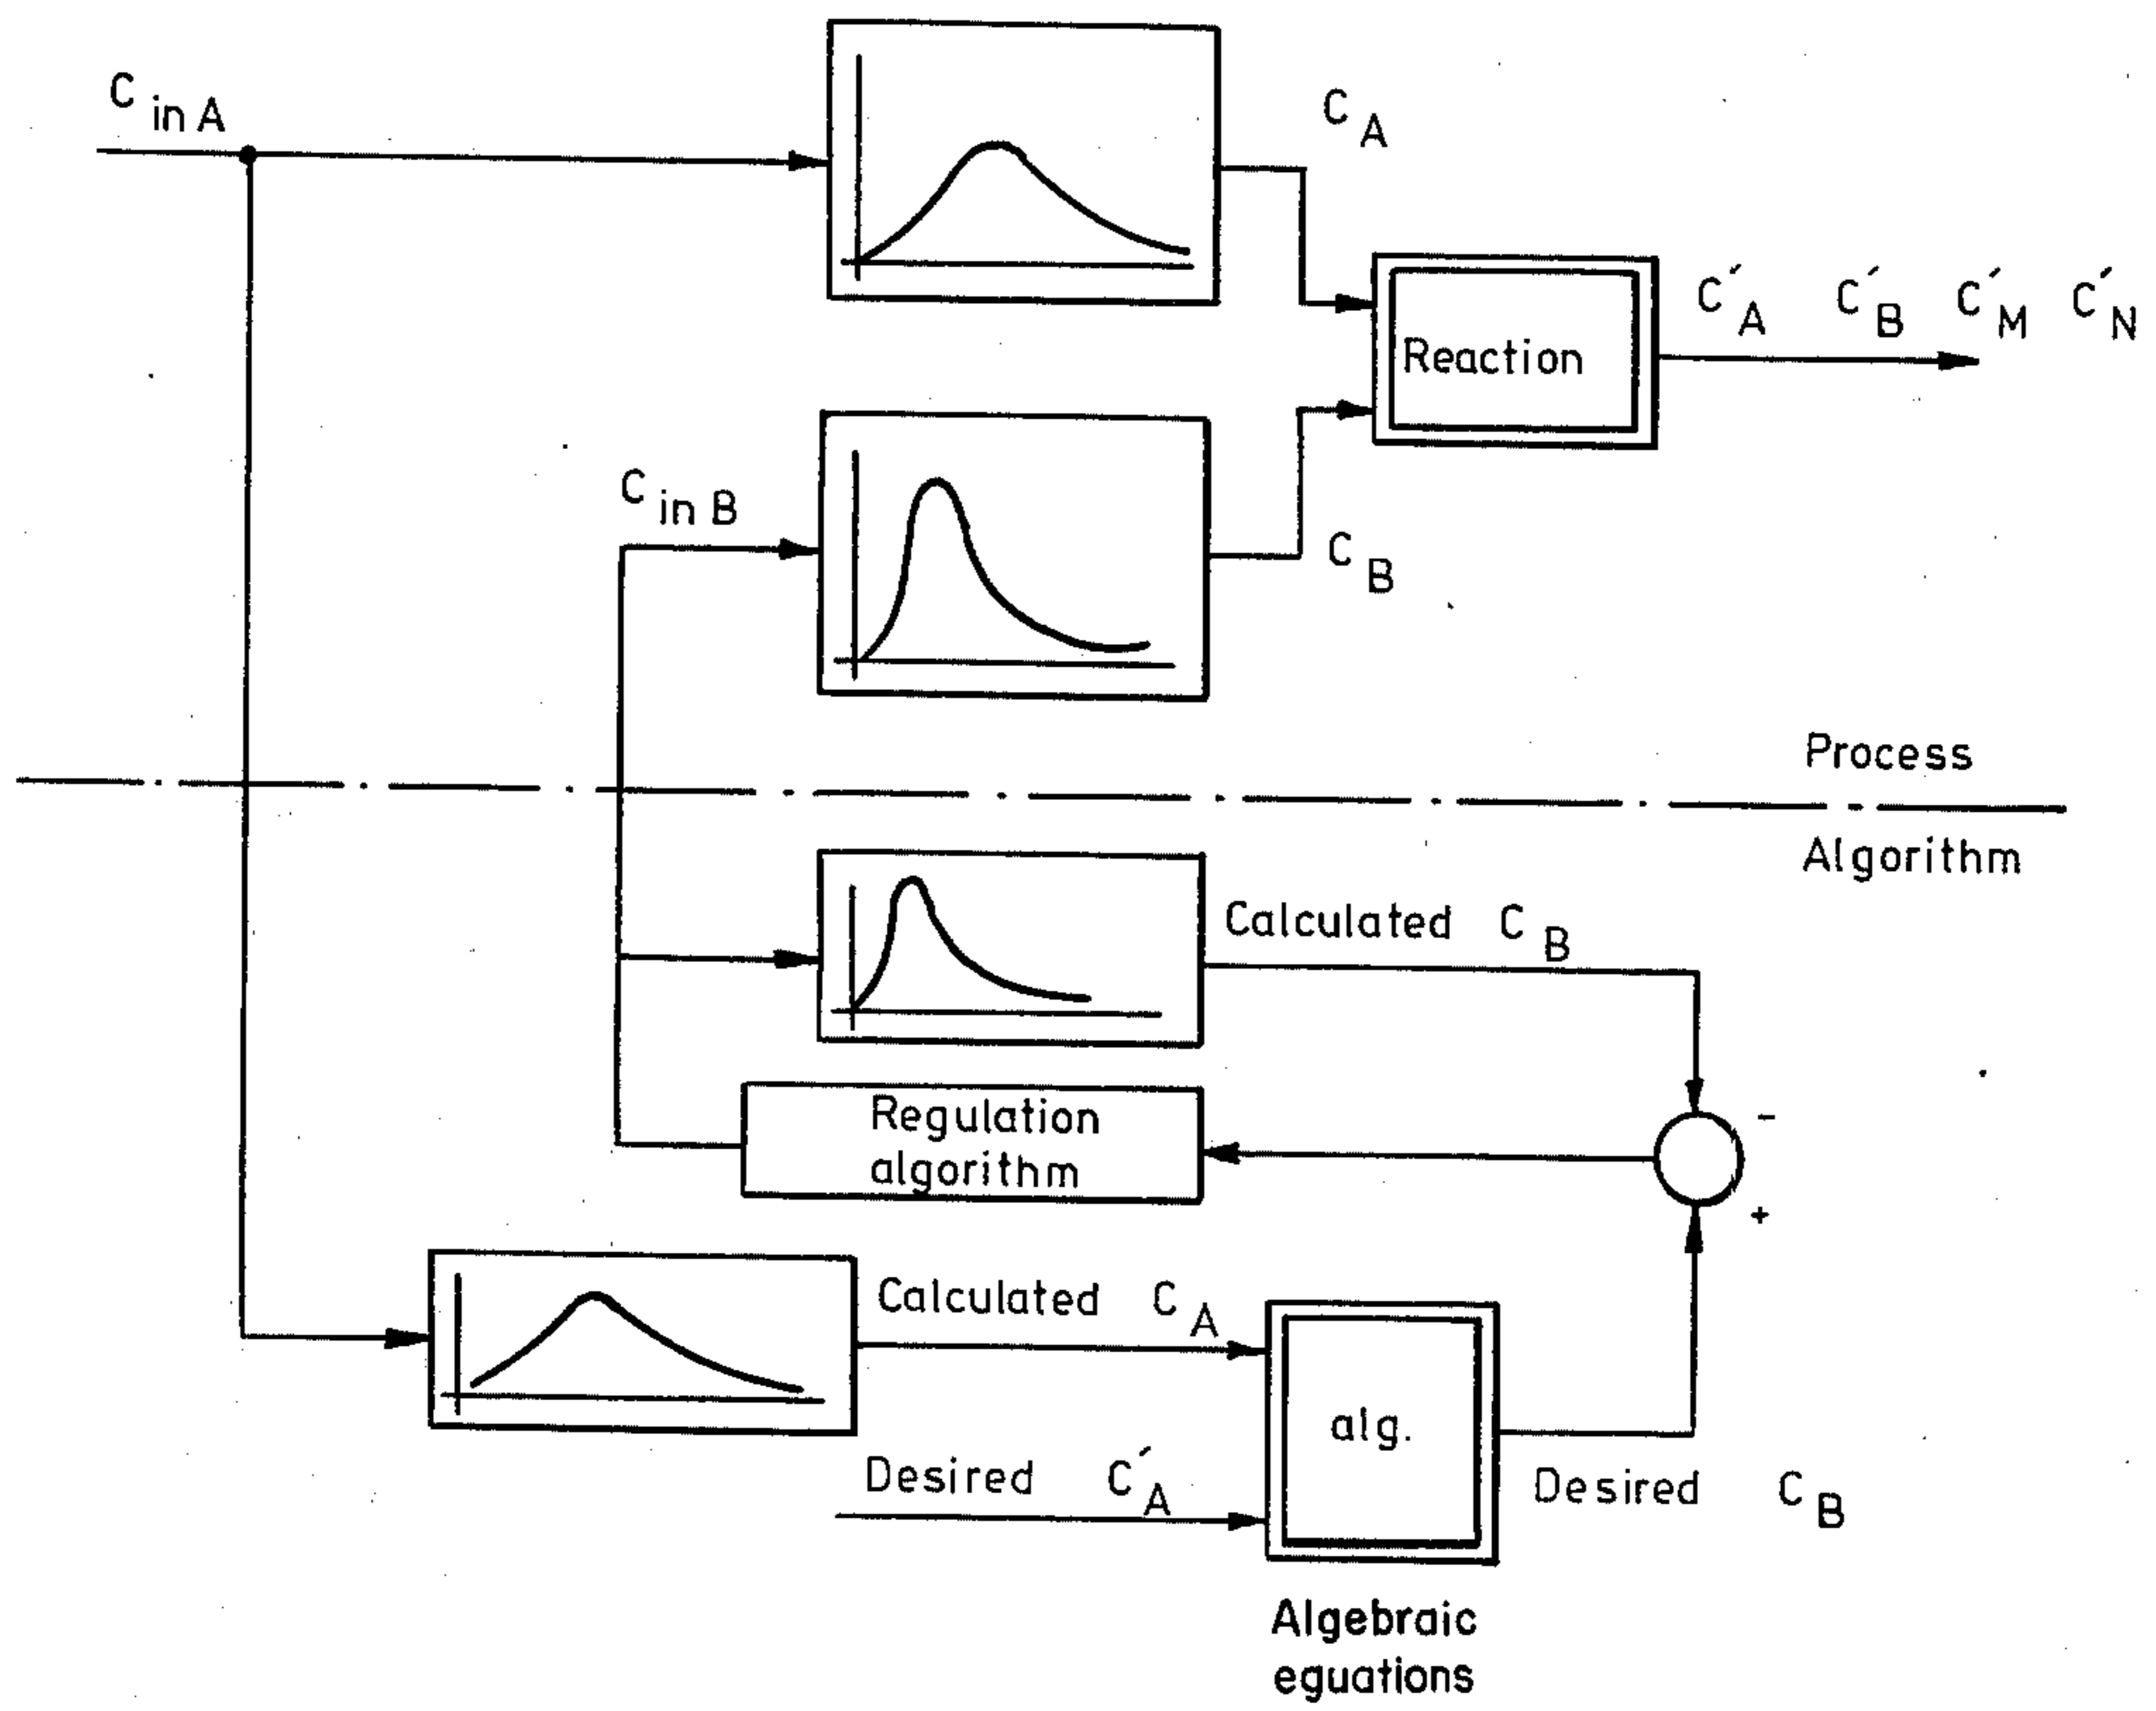 C in A
C A
C´A C´B C´M C´N
Reaction
C in B
C B
Process
Algorithm
Calculated C B
-
Regulation
algorithm
+
Calculated C A
alg.
Desired C´A
Desired C B
Algebraic
eguations